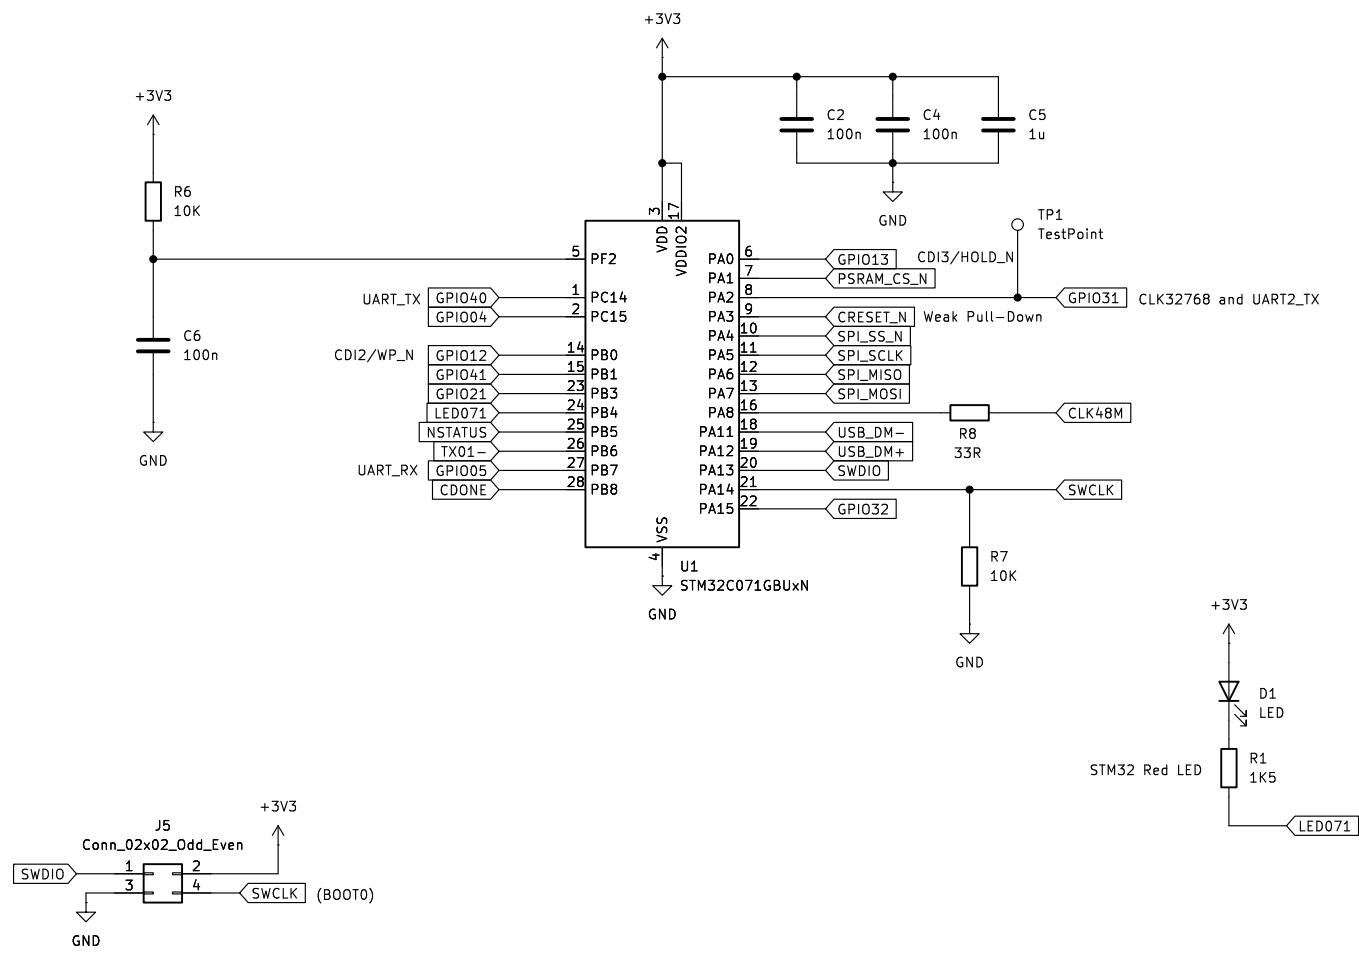 +3V3
+3V3
C2
100n
C4
100n
C5
1u
R6
10K
GND
3
17
VDD
VDDIO2
TP1
TestPoint
5 PF2
PA0 6 GPIO13 CDI3/HOLD_N
PA1 7 PSRAM_CS_N
UART_TX GPIO40 1 PC14
PA2 8 GPIO31 CLK32768 and UART2_TX
GPIO04 2 PC15
PA3 9 CRESET_N Weak Pull-Down
PA4 10 SPI_SS_N
C6
100n
CDI2/WP_N GPIO12 14 PB0
PA5 11 SPI_SCLK
GPIO41 15 PB1
PA6 12 SPI_MISO
GPIO21 23 PB3
PA7 13 SPI_MOSI
LED071 24 PB4
PA8 16 CLK48M
R8
33R
NSTATUS 25 PB5
PA11 18 USB_DM-
TX01- 26 PB6
PA12 19 USB_DM+
GND
UART_RX GPIO05 27 PB7
PA13 20 SWDIO
CDONE 28 PB8
PA14 21 SWCLK
PA15 22 GPIO32
VSS
4
U1
STM32C071GBUxN
GND
R7
10K
GND
+3V3
D1
LED
STM32 Red LED
R1
1K5
LED071
+3V3
J5
Conn_02x02_Odd_Even
SWDIO 1 2
3 4 SWCLK (BOOT0)
GND